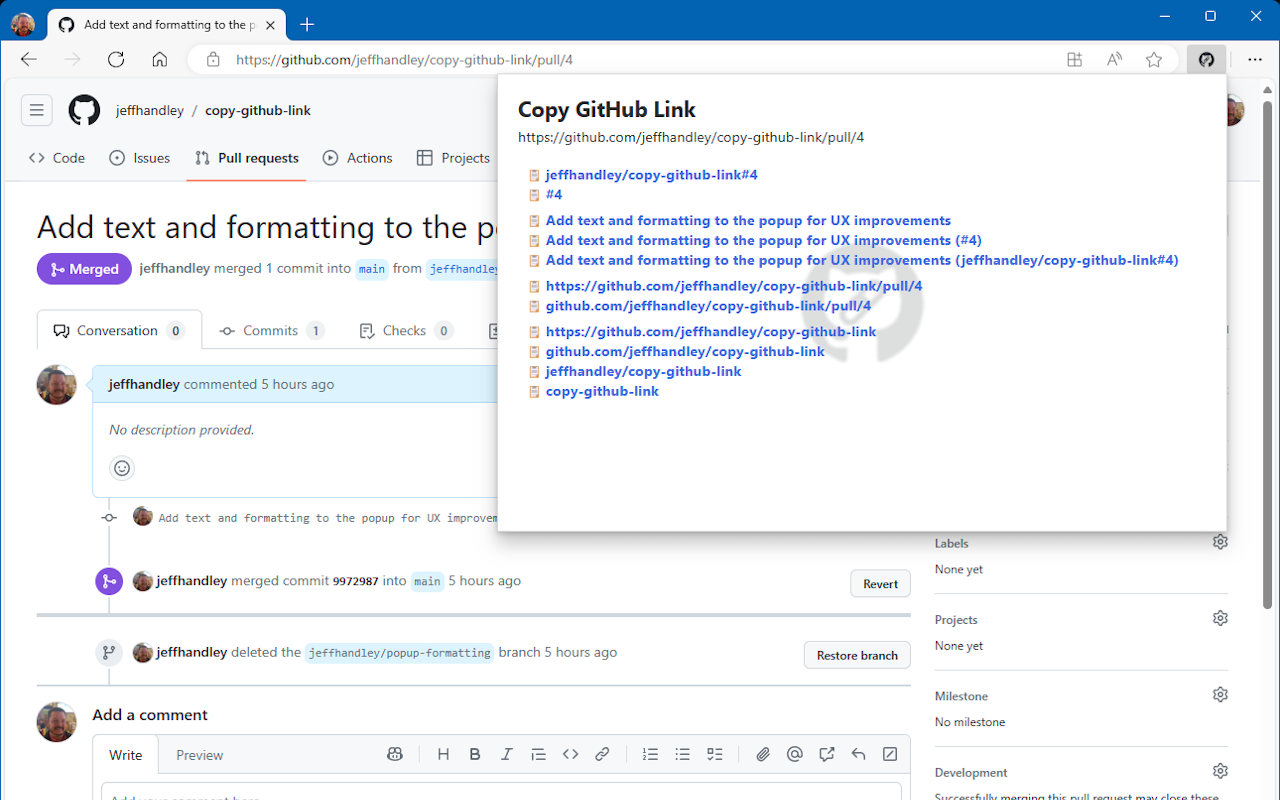 Add text and formatting to the p
https://github.com/jeffhandley/copy-github-link/pull/4
jeffhandley / copy-github-link
Code Issues Pull requests Actions Projects
Copy GitHub Link
https://github.com/jeffhandley/copy-github-link/pull/4
jeffhandley/copy-github-link#4
#4
Add text and formatting to the popup for UX improvements
Add text and formatting to the popup for UX improvements (#4)
Add text and formatting to the popup for UX improvements (jeffhandley/copy-github-link#4)
https://github.com/jeffhandley/copy-github-link/pull/4
github.com/jeffhandley/copy-github-link/pull/4
https://github.com/jeffhandley/copy-github-link
github.com/jeffhandley/copy-github-link
jeffhandley/copy-github-link
copy-github-link
Add text and formatting to the p
Merged jeffhandley merged 1 commit into main from jeffhandley
Conversation 0 Commits 1 Checks 0
jeffhandley commented 5 hours ago
No description provided.
Add text and formatting to the popup for UX improvem
jeffhandley merged commit 9972987 into main 5 hours ago
Revert
jeffhandley deleted the jeffhandley/popup-formatting branch 5 hours ago
Restore branch
Add a comment
Write Preview
Add your comment here
Labels
None yet
Projects
None yet
Milestone
No milestone
Development
Successfully merging this pull request may close these